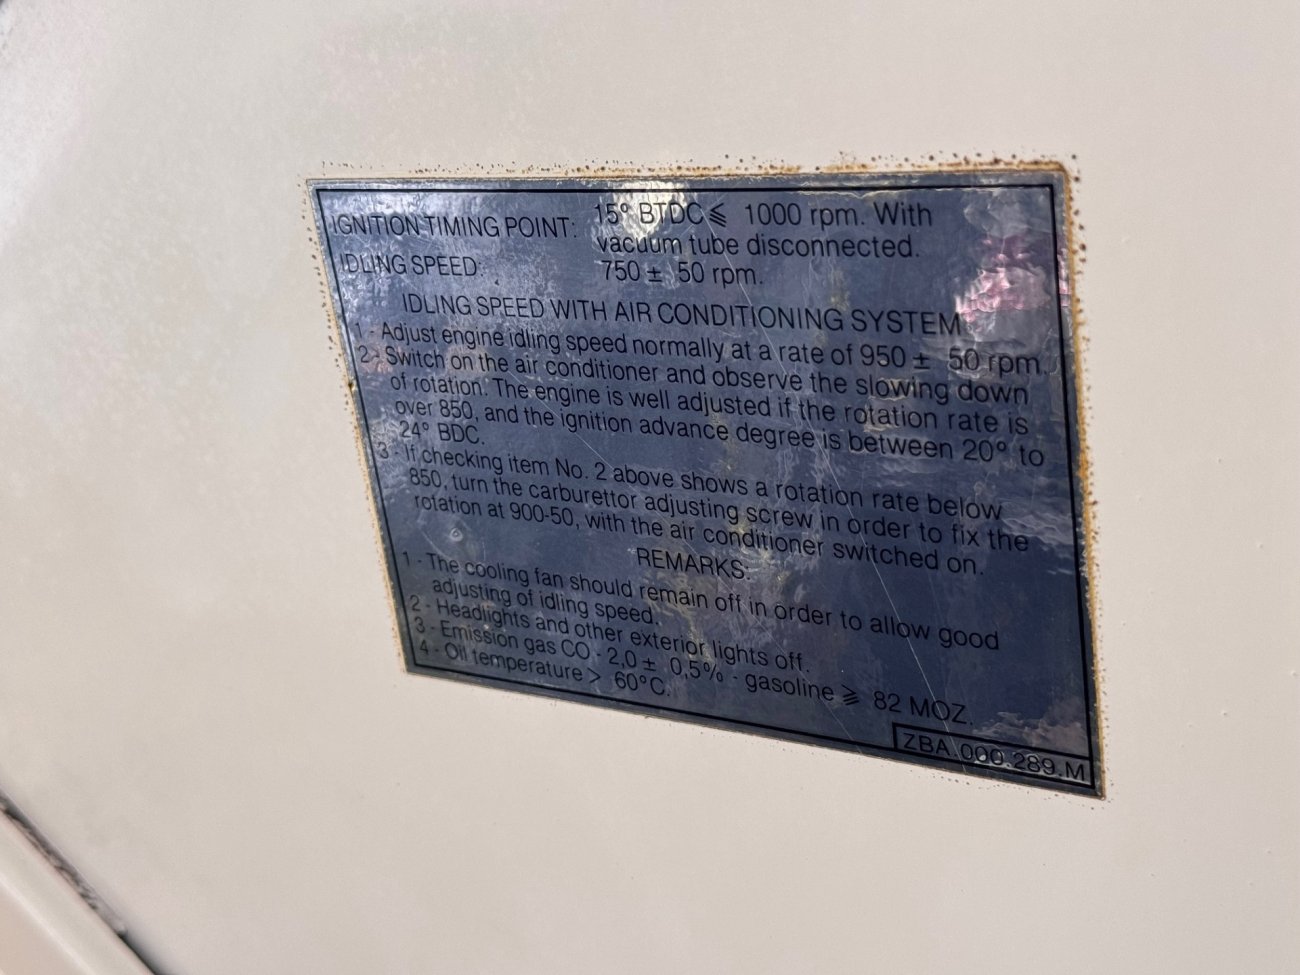 IGNITION TIMING POINT: 15° BTDC ⩽ 1000 rpm. With
vacuum tube disconnected.
IDLING SPEED: 750 ± 50 rpm.
IDLING SPEED WITH AIR CONDITIONING SYSTEM
1 - Adjust engine idling speed normally at a rate of 950 ± 50 rpm.
2 - Switch on the air conditioner and observe the slowing down
of rotation. The engine is well adjusted if the rotation rate is
over 850, and the ignition advance degree is between 20° to
24° BDC.
3 - If checking item No. 2 above shows a rotation rate below
850, turn the carburettor adjusting screw in order to fix the
rotation at 900-50, with the air conditioner switched on.
REMARKS:
1 - The cooling fan should remain off in order to allow good
adjusting of idling speed.
2 - Headlights and other exterior lights off.
3 - Emission gas CO - 2,0 ± 0,5% - gasoline ⩾ 82 MOZ.
4 - Oil temperature > 60°C.
ZBA.000.289.M